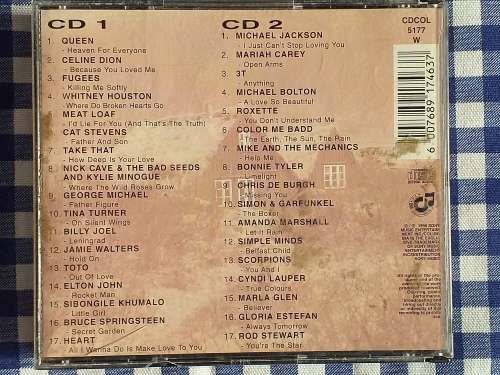 CD 1
1. QUEEN
- Heaven For Everyone
2. CELINE DION
- Because You Loved Me
3. FUGEES
- Killing Me Softly
4. WHITNEY HOUSTON
- Where Do Broken Hearts Go
5. MEAT LOAF
- I'd Lie For You (And That's The Truth)
6. CAT STEVENS
- Father And Son
7. TAKE THAT
- How Deep Is Your Love
8. NICK CAVE & THE BAD SEEDS
AND KYLIE MINOGUE
- Where The Wild Roses Grow
9. GEORGE MICHAEL
- Father Figure
10. TINA TURNER
- On Silent Wings
11. BILLY JOEL
- Leningrad
12. JAMIE WALTERS
- Hold On
13. TOTO
- Out Of Love
14. ELTON JOHN
- Rocket Man
15. SIBONGILE KHUMALO
- Little Girl
16. BRUCE SPRINGSTEEN
- Secret Garden
17. HEART
- All I Wanna Do Is Make Love To You
CD 2
1. MICHAEL JACKSON
- I Just Can't Stop Loving You
2. MARIAH CAREY
- Open Arms
3. 3T
- Anything
4. MICHAEL BOLTON
- A Love So Beautiful
5. ROXETTE
- You Don't Understand Me
6. COLOR ME BADD
- The Earth, The Sun, The Rain
7. MIKE AND THE MECHANICS
- Help Me
8. BONNIE TYLER
- Limelight
9. CHRIS DE BURGH
- Missing You
10. SIMON & GARFUNKEL
- The Boxer
11. AMANDA MARSHALL
- Let It Rain
12. SIMPLE MINDS
- Belfast Child
13. SCORPIONS
- You And I
14. CYNDI LAUPER
- True Colours
15. MARLA GLEN
- Believer
16. GLORIA ESTEFAN
- Always Tomorrow
17. ROD STEWART
- You're The Star
CDCOL
5177
W
6 007689 174637